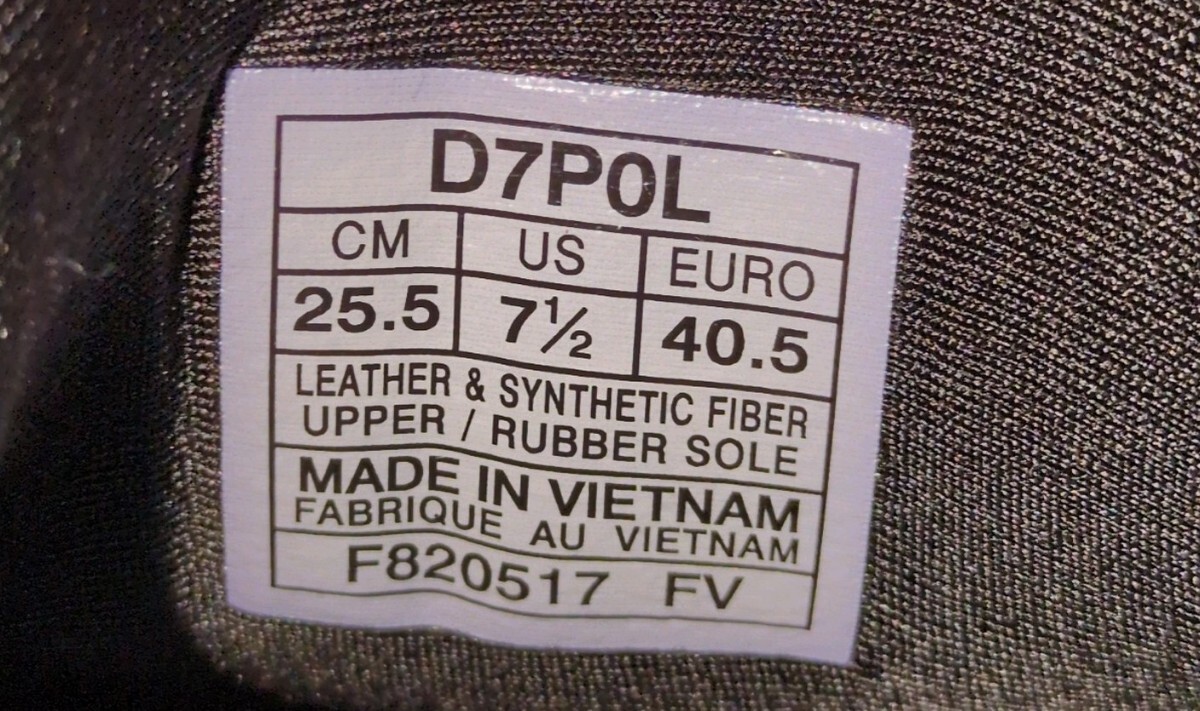 D7P0L
CM US EURO
25.5 7½ 40.5
LEATHER & SYNTHETIC FIBER
UPPER / RUBBER SOLE
MADE IN VIETNAM
FABRIQUE AU VIETNAM
F820517 FV